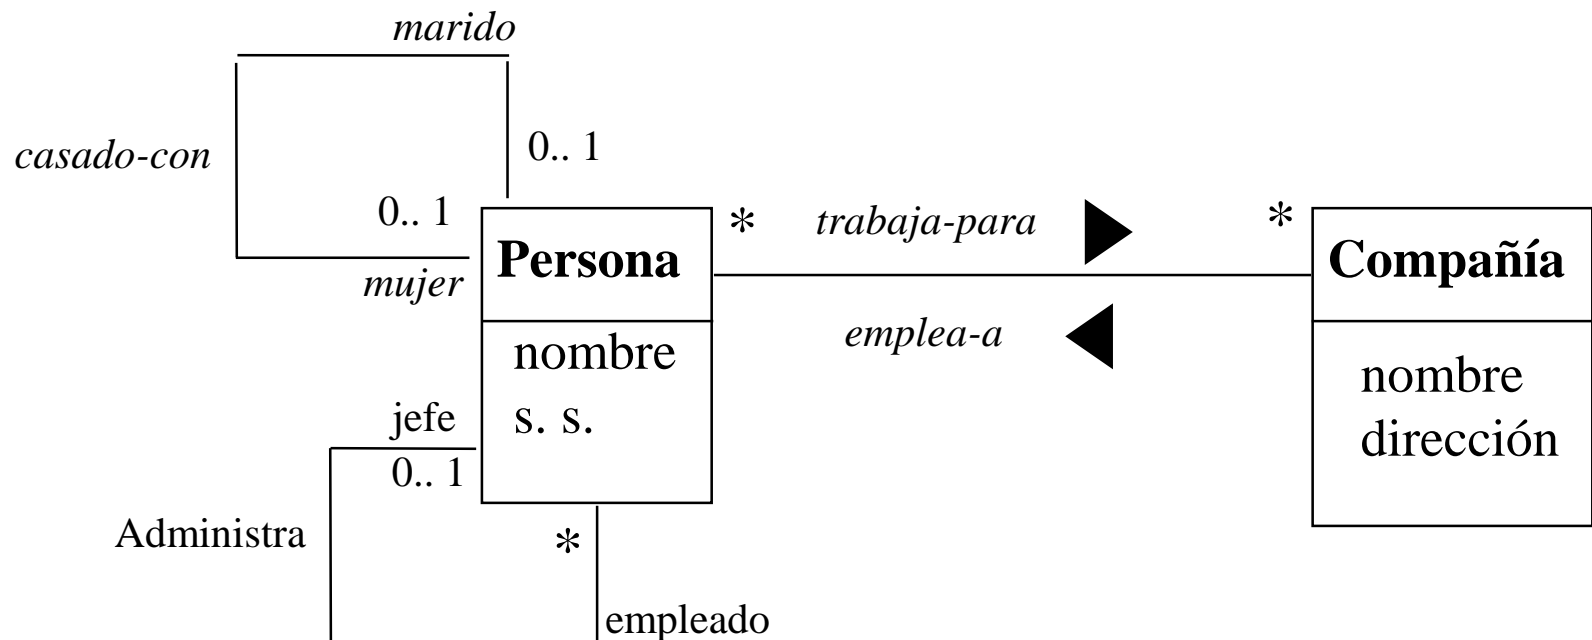 marido
casado-con
0.. 1
0.. 1
mujer
Persona
nombre
s. s.
*
trabaja-para
*
emplea-a
Compañía
nombre
dirección
jefe
0.. 1
Administra
*
empleado